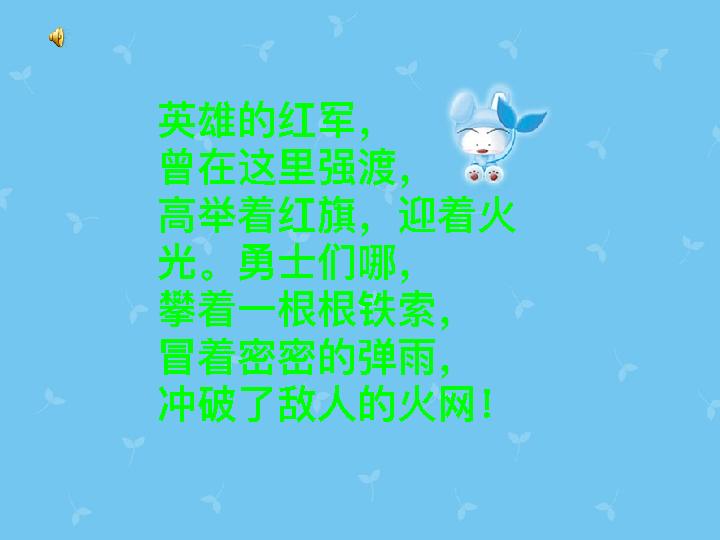 英雄的红军，
曾在这里强渡，
高举着红旗，迎着火
光。勇士们哪，
攀着一根根铁索，
冒着密密的弹雨，
冲破了敌人的火网！